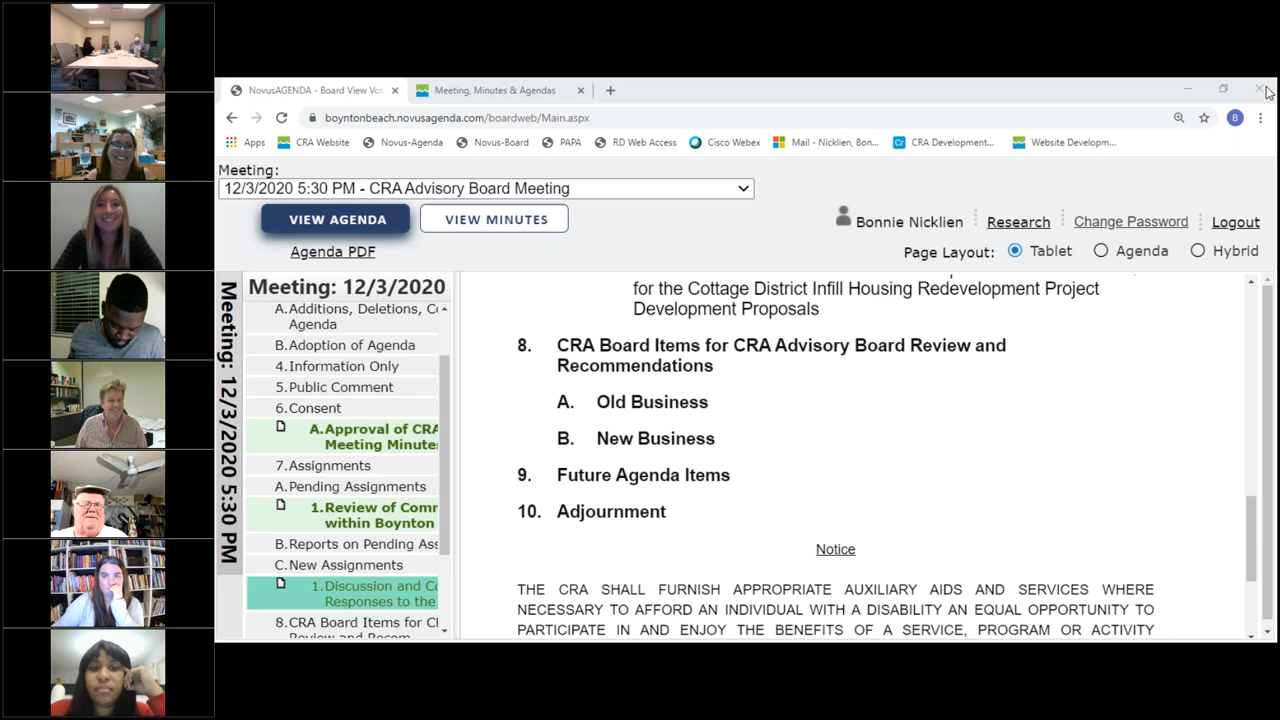 NovusAGENDA - Board View Vot
Meeting, Minutes & Agendas
boyntonbeach.novusagenda.com/boardweb/Main.aspx
B
Apps
CRA Website
Novus-Agenda
Novus-Board
PAPA
RD Web Access
Cisco Webex
Mail - Nicklien, Bon...
CRA Development...
Website Developm...
Meeting:
12/3/2020 5:30 PM - CRA Advisory Board Meeting
VIEW AGENDA
VIEW MINUTES
Agenda PDF
Bonnie Nicklien
Research
Change Password
Logout
Page Layout:
Tablet
Agenda
Hybrid
Meeting: 12/3/2020 5:30 PM
Meeting: 12/3/2020
A.Additions, Deletions, Co
Agenda
B.Adoption of Agenda
4.Information Only
5.Public Comment
6.Consent
A.Approval of CRA
Meeting Minutes
7.Assignments
A.Pending Assignments
1.Review of Comm
within Boynton
B.Reports on Pending Ass
C.New Assignments
1.Discussion and Co
Responses to the
8.CRA Board Items for CR
Review and Recom
for the Cottage District Infill Housing Redevelopment Project
Development Proposals
8. CRA Board Items for CRA Advisory Board Review and
Recommendations
A. Old Business
B. New Business
9. Future Agenda Items
10. Adjournment
Notice
THE CRA SHALL FURNISH APPROPRIATE AUXILIARY AIDS AND SERVICES WHERE
NECESSARY TO AFFORD AN INDIVIDUAL WITH A DISABILITY AN EQUAL OPPORTUNITY TO
PARTICIPATE IN AND ENJOY THE BENEFITS OF A SERVICE, PROGRAM OR ACTIVITY